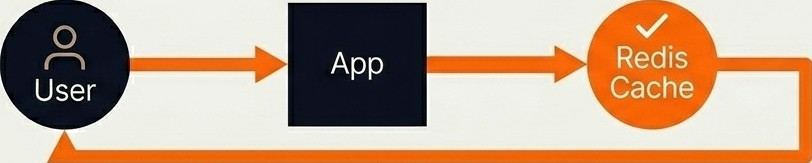 User
App
Redis
Cache